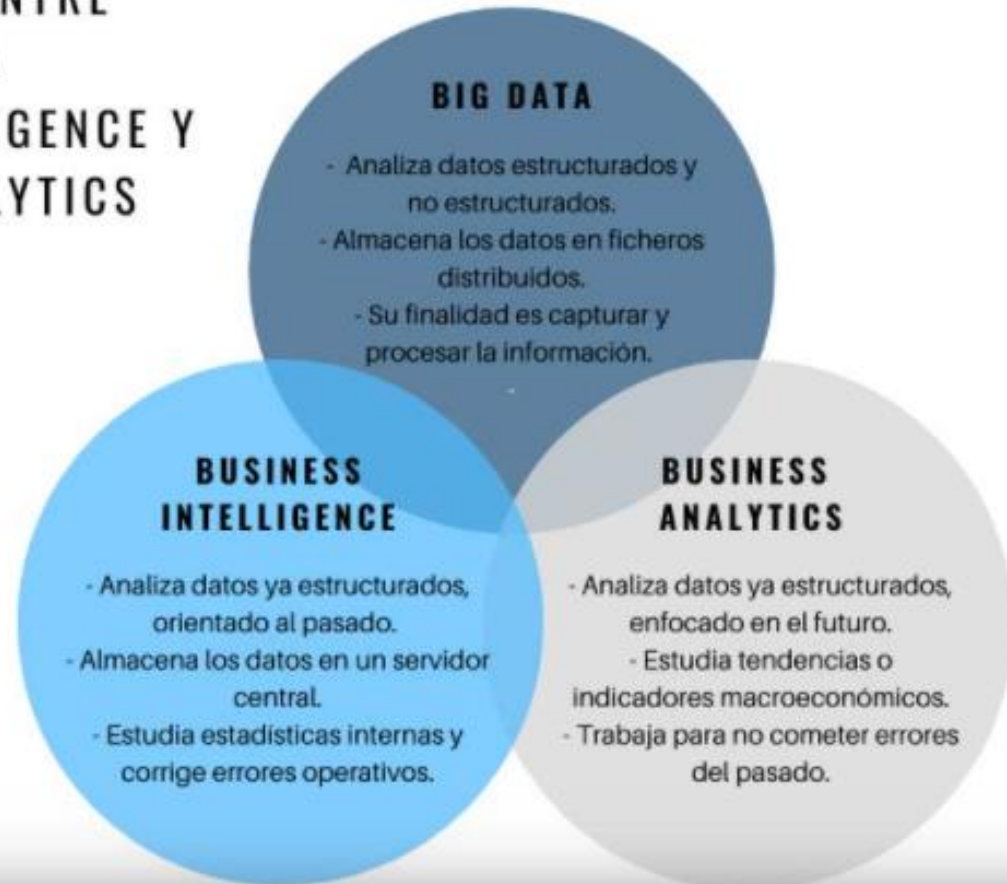 GENCE Y
BIG DATA
- Analiza datos estructurados y
no estructurados.
- Almacena los datos en ficheros
distribuidos.
- Su finalidad es capturar y
procesar la información.
BUSINESS
INTELLIGENCE
- Analiza datos ya estructurados,
orientado al pasado.
- Almacena los datos en un servidor
central.
- Estudia estadísticas internas y
corrige errores operativos.
BUSINESS
ANALYTICS
- Analiza datos ya estructurados,
enfocado en el futuro.
- Estudia tendencias o
indicadores macroeconómicos.
- Trabaja para no cometer errores
del pasado.